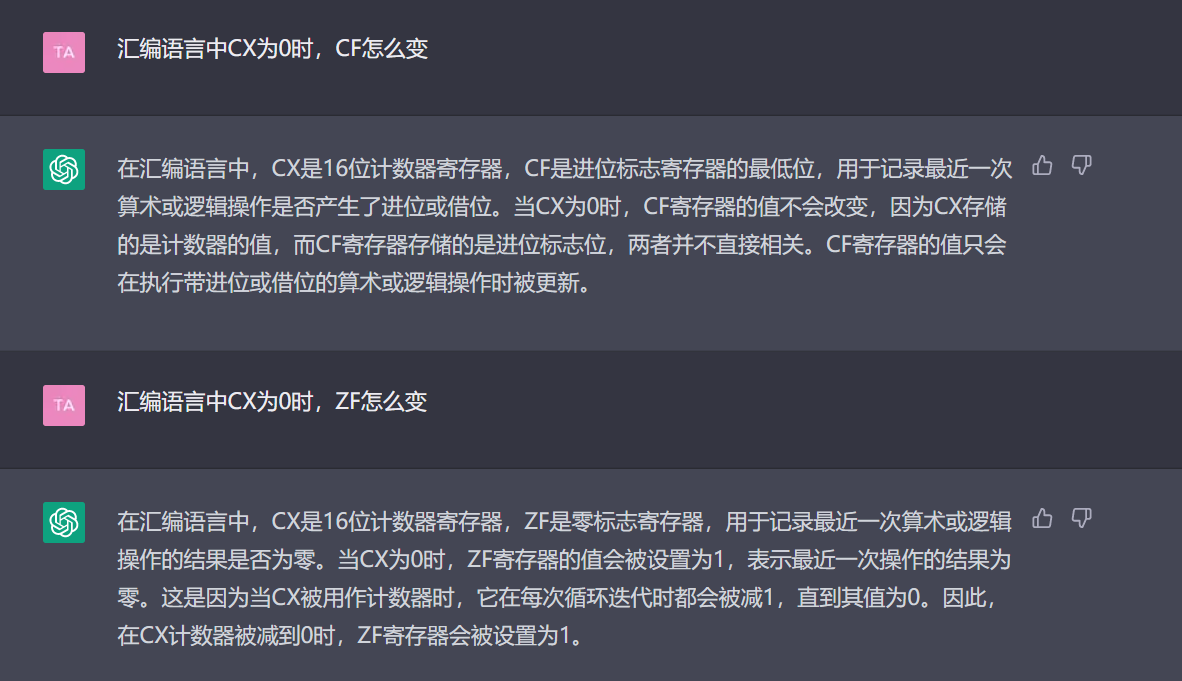 TA
汇编语言中CX为0时，CF怎么变
在汇编语言中，CX是16位计数器寄存器，CF是进位标志寄存器的最低位，用于记录最近一次
算术或逻辑操作是否产生了进位或借位。当CX为0时，CF寄存器的值不会改变，因为CX存储
的是计数器的值，而CF寄存器存储的是进位标志位，两者并不直接相关。CF寄存器的值只会
在执行带进位或借位的算术或逻辑操作时被更新。
TA
汇编语言中CX为0时，ZF怎么变
在汇编语言中，CX是16位计数器寄存器，ZF是零标志寄存器，用于记录最近一次算术或逻辑
操作的结果是否为零。当CX为0时，ZF寄存器的值会被设置为1，表示最近一次操作的结果为
零。这是因为当CX被用作计数器时，它在每次循环迭代时都会被减1，直到其值为0。因此，
在CX计数器被减到0时，ZF寄存器会被设置为1。